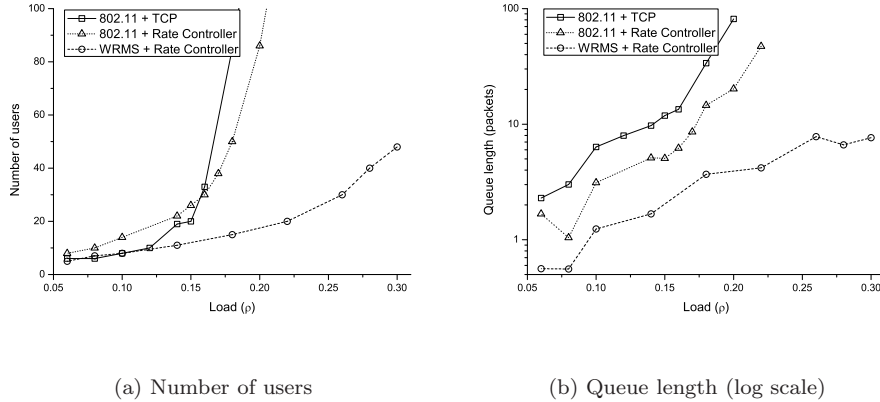 100
80
60
40
20
0
Number of users
802.11 + TCP
802.11 + Rate Controller
WRMS + Rate Controller
0.05 0.10 0.15 0.20 0.25 0.30
Load (ρ)
(a) Number of users
100
10
1
Queue length (packets)
802.11 + TCP
802.11 + Rate Controller
WRMS + Rate Controller
0.05 0.10 0.15 0.20 0.25 0.30
Load (ρ)
(b) Queue length (log scale)